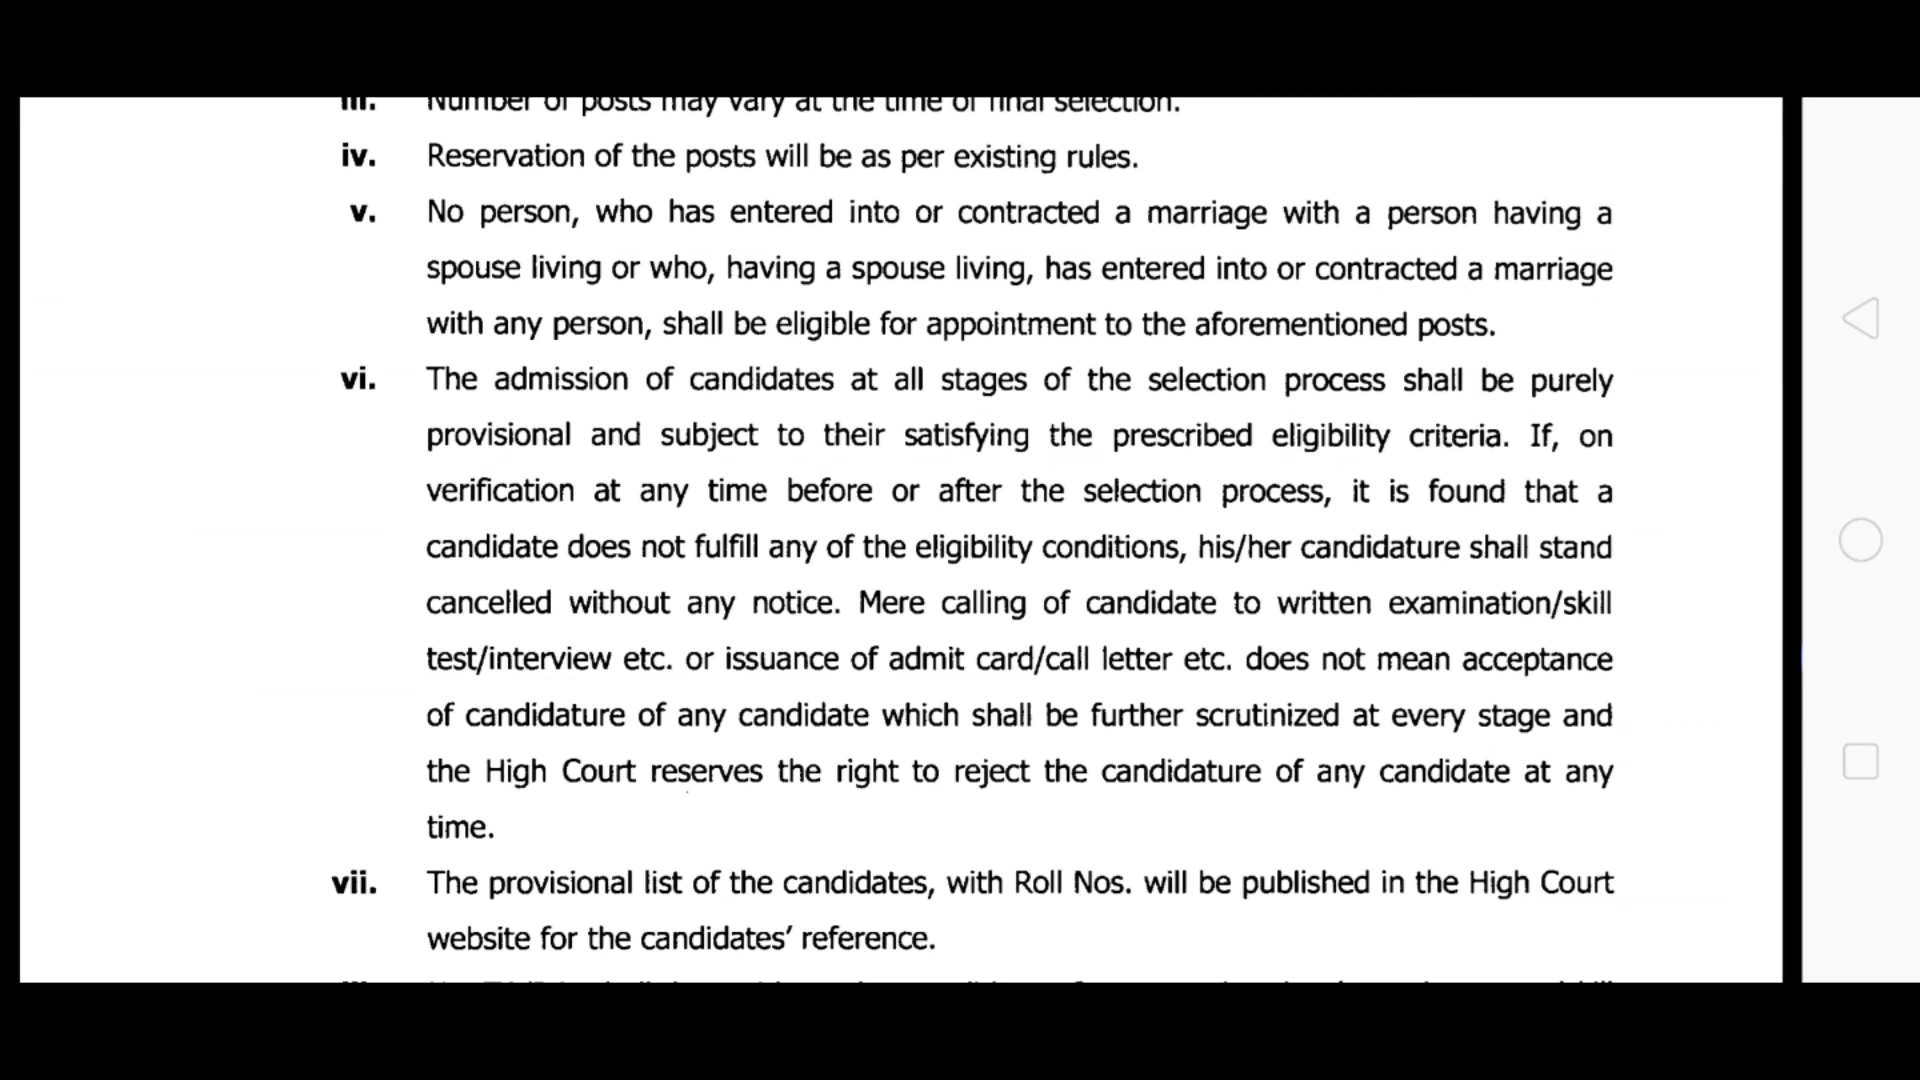 iii. Number of posts may vary at the time of final selection.
iv. Reservation of the posts will be as per existing rules.
v. No person, who has entered into or contracted a marriage with a person having a
spouse living or who, having a spouse living, has entered into or contracted a marriage
with any person, shall be eligible for appointment to the aforementioned posts.
vi. The admission of candidates at all stages of the selection process shall be purely
provisional and subject to their satisfying the prescribed eligibility criteria. If, on
verification at any time before or after the selection process, it is found that a
candidate does not fulfill any of the eligibility conditions, his/her candidature shall stand
cancelled without any notice. Mere calling of candidate to written examination/skill
test/interview etc. or issuance of admit card/call letter etc. does not mean acceptance
of candidature of any candidate which shall be further scrutinized at every stage and
the High Court reserves the right to reject the candidature of any candidate at any
time.
vii. The provisional list of the candidates, with Roll Nos. will be published in the High Court
website for the candidates' reference.